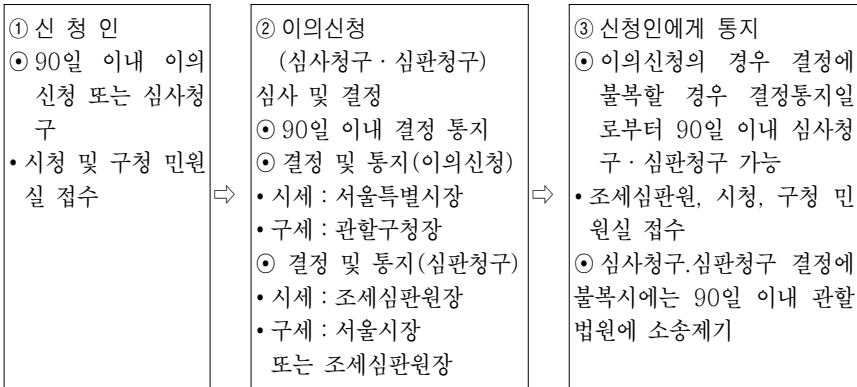 ① 신 청 인
⊙ 90일 이내 이의
신청 또는 심사청
구
• 시청 및 구청 민원
실 접수
⇨
② 이의신청
(심사청구 · 심판청구)
심사 및 결정
⊙ 90일 이내 결정 통지
⊙ 결정 및 통지(이의신청)
• 시세 : 서울특별시장
• 구세 : 관할구청장
⊙ 결정 및 통지(심판청구)
• 시세 : 조세심판원장
• 구세 : 서울시장
또는 조세심판원장
⇨
③ 신청인에게 통지
⊙ 이의신청의 경우 결정에
불복할 경우 결정통지일
로부터 90일 이내 심사청
구 · 심판청구 가능
• 조세심판원, 시청, 구청 민
원실 접수
⊙ 심사청구.심판청구 결정에
불복시에는 90일 이내 관할
법원에 소송제기